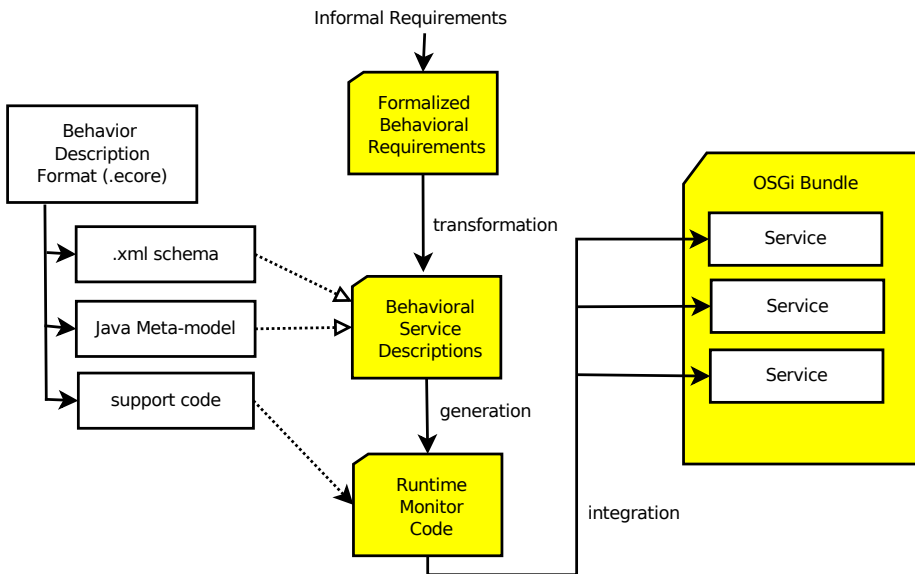 Informal Requirements
Formalized
Behavioral
Requirements
Behavior
Description
Format (.ecore)
OSGi Bundle
transformation
.xml schema
Service
Behavioral
Service
Descriptions
Java Meta-model
Service
Service
support code
generation
Runtime
Monitor
Code
integration